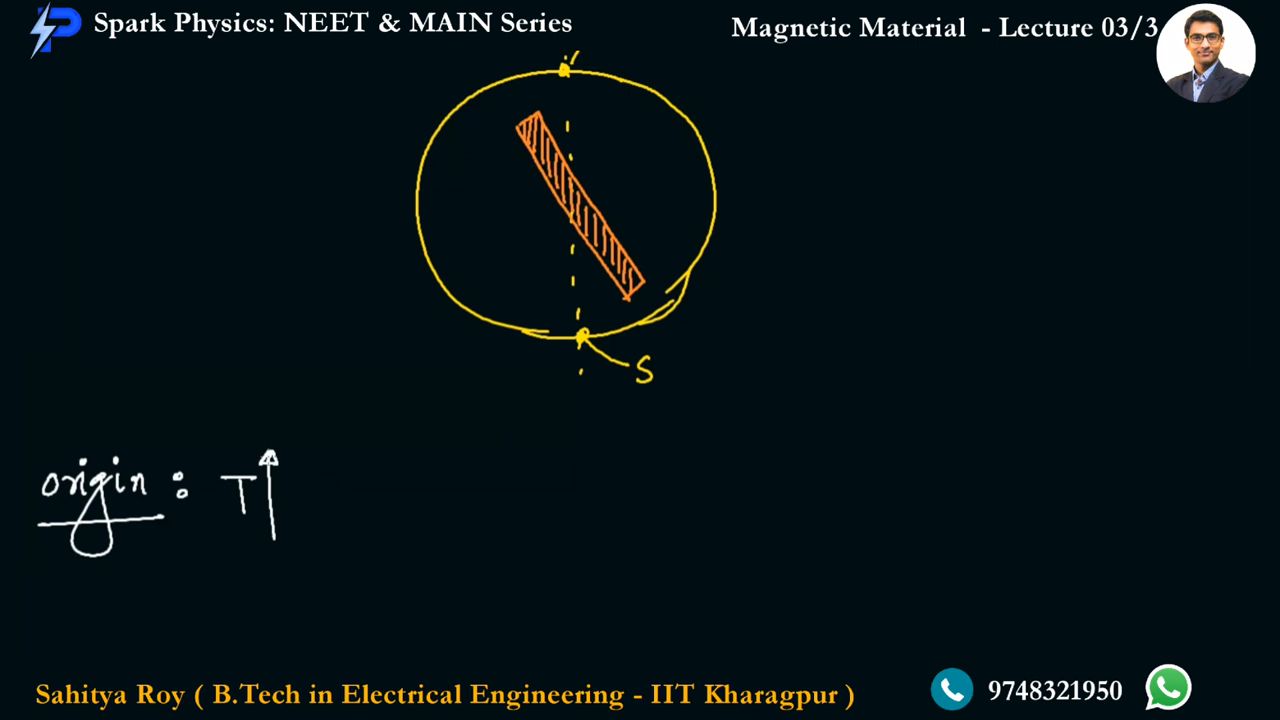 Spark Physics: NEET & MAIN Series
Magnetic Material - Lecture 03/3
S
origin : T↑
Sahitya Roy ( B.Tech in Electrical Engineering - IIT Kharagpur )
9748321950